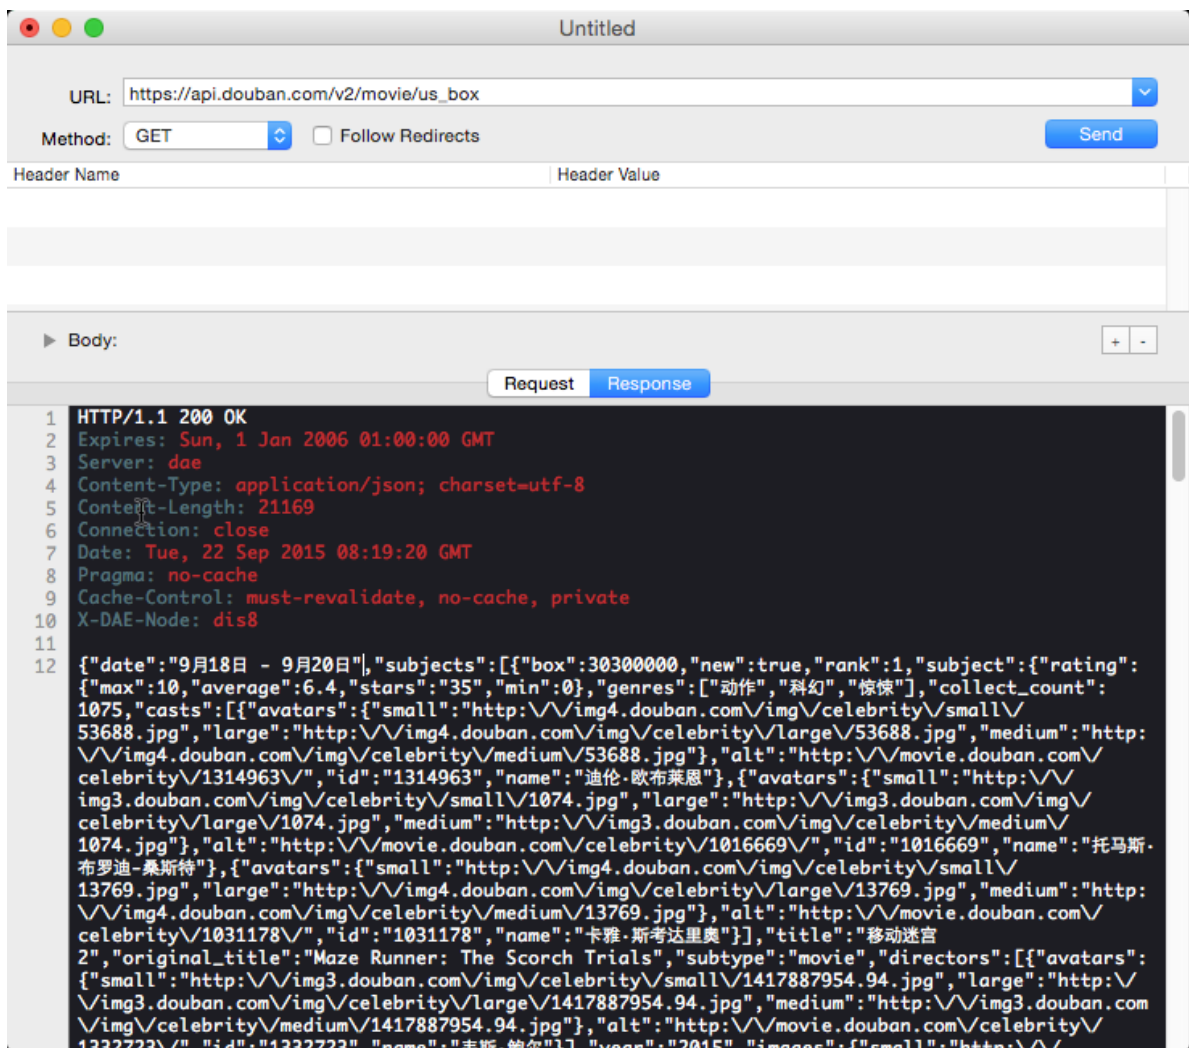 Untitled
URL: https://api.douban.com/v2/movie/us_box
Method: GET Follow Redirects Send
Header Name Header Value
Body: + -
Request Response
1 HTTP/1.1 200 OK
2 Expires: Sun, 1 Jan 2006 01:00:00 GMT
3 Server: dae
4 Content-Type: application/json; charset=utf-8
5 Content-Length: 21169
6 Connection: close
7 Date: Tue, 22 Sep 2015 08:19:20 GMT
8 Pragma: no-cache
9 Cache-Control: must-revalidate, no-cache, private
10 X-DAE-Node: dis8
11
12 {"date":"9月18日 - 9月20日","subjects":[{"box":30300000,"new":true,"rank":1,"subject":{"rating":
{"max":10,"average":6.4,"stars":"35","min":0},"genres":["动作","科幻","惊悚"],"collect_count":
1075,"casts":[{"avatars":{"small":"http:\/\/img4.douban.com\/img\/celebrity\/small\/
53688.jpg","large":"http:\/\/img4.douban.com\/img\/celebrity\/large\/53688.jpg","medium":"http:
\/\/img4.douban.com\/img\/celebrity\/medium\/53688.jpg"},"alt":"http:\/\/movie.douban.com\/
celebrity\/1314963\/","id":"1314963","name":"迪伦·欧布莱恩"},{"avatars":{"small":"http:\/\/
img3.douban.com\/img\/celebrity\/small\/1074.jpg","large":"http:\/\/img3.douban.com\/img\/
celebrity\/large\/1074.jpg","medium":"http:\/\/img3.douban.com\/img\/celebrity\/medium\/
1074.jpg"},"alt":"http:\/\/movie.douban.com\/celebrity\/1016669\/","id":"1016669","name":"托马斯·
布罗迪-桑斯特"},{"avatars":{"small":"http:\/\/img4.douban.com\/img\/celebrity\/small\/
13769.jpg","large":"http:\/\/img4.douban.com\/img\/celebrity\/large\/13769.jpg","medium":"http:
\/\/img4.douban.com\/img\/celebrity\/medium\/13769.jpg"},"alt":"http:\/\/movie.douban.com\/
celebrity\/1031178\/","id":"1031178","name":"卡雅·斯考达里奥"}],"title":"移动迷宫
2","original_title":"Maze Runner: The Scorch Trials","subtype":"movie","directors":[{"avatars":
{"small":"http:\/\/img3.douban.com\/img\/celebrity\/small\/1417887954.94.jpg","large":"http:\/
\/img3.douban.com\/img\/celebrity\/large\/1417887954.94.jpg","medium":"http:\/\/img3.douban.com
\/img\/celebrity\/medium\/1417887954.94.jpg"},"alt":"http:\/\/movie.douban.com\/celebrity\/
1332723\/","id":"1332723","name":"韦斯·鲍尔"}],"year":"2015","images":{"small":"http:\/\/